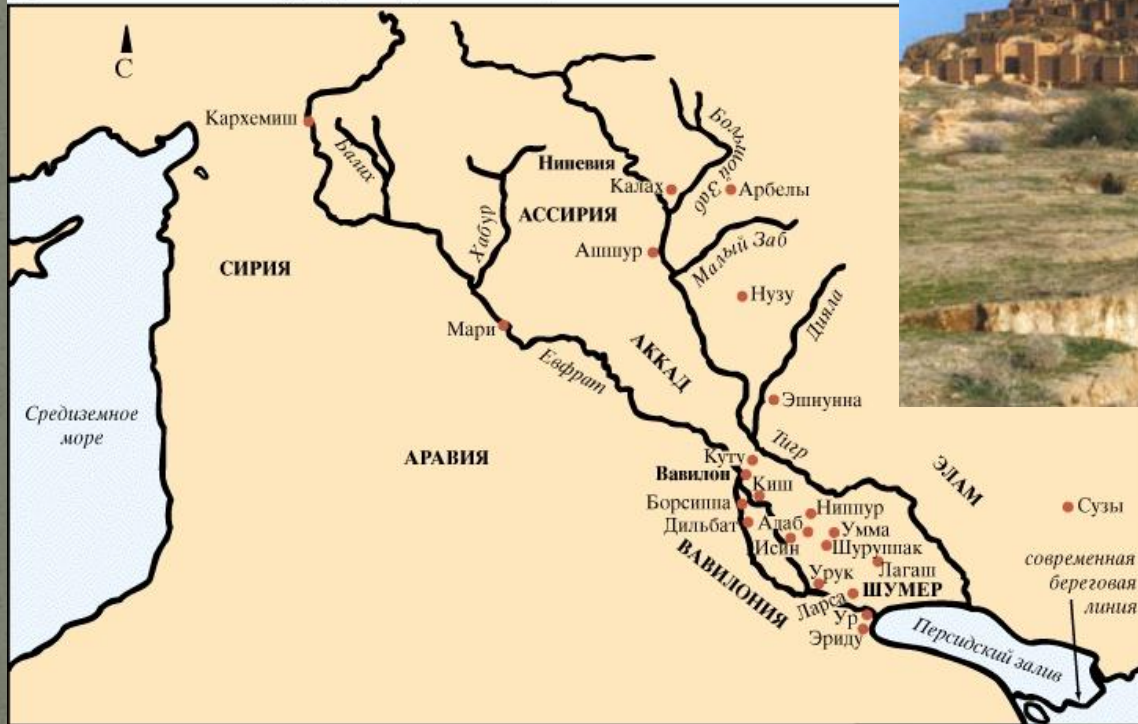 С
Кархемиш
Балих
Хабур
Ниневия
Большой Заб
Калах
Арбелы
АССИРИЯ
Ашшур
Малый Заб
СИРИЯ
Нузу
Дияла
Мари
Евфрат
АККАД
Эшнунна
Средиземное
море
АРАВИЯ
Тигр
Куту
Вавилон
Киш
ЭЛАМ
Сузы
Борсиппа
Дильбат
Адаб
Ниппур
Умма
Исин
Шуруппак
Лагаш
ВАВИЛОНИЯ
Урук
ШУМЕР
Ларса
Ур
Эриду
Персидский залив
современная
береговая
линия